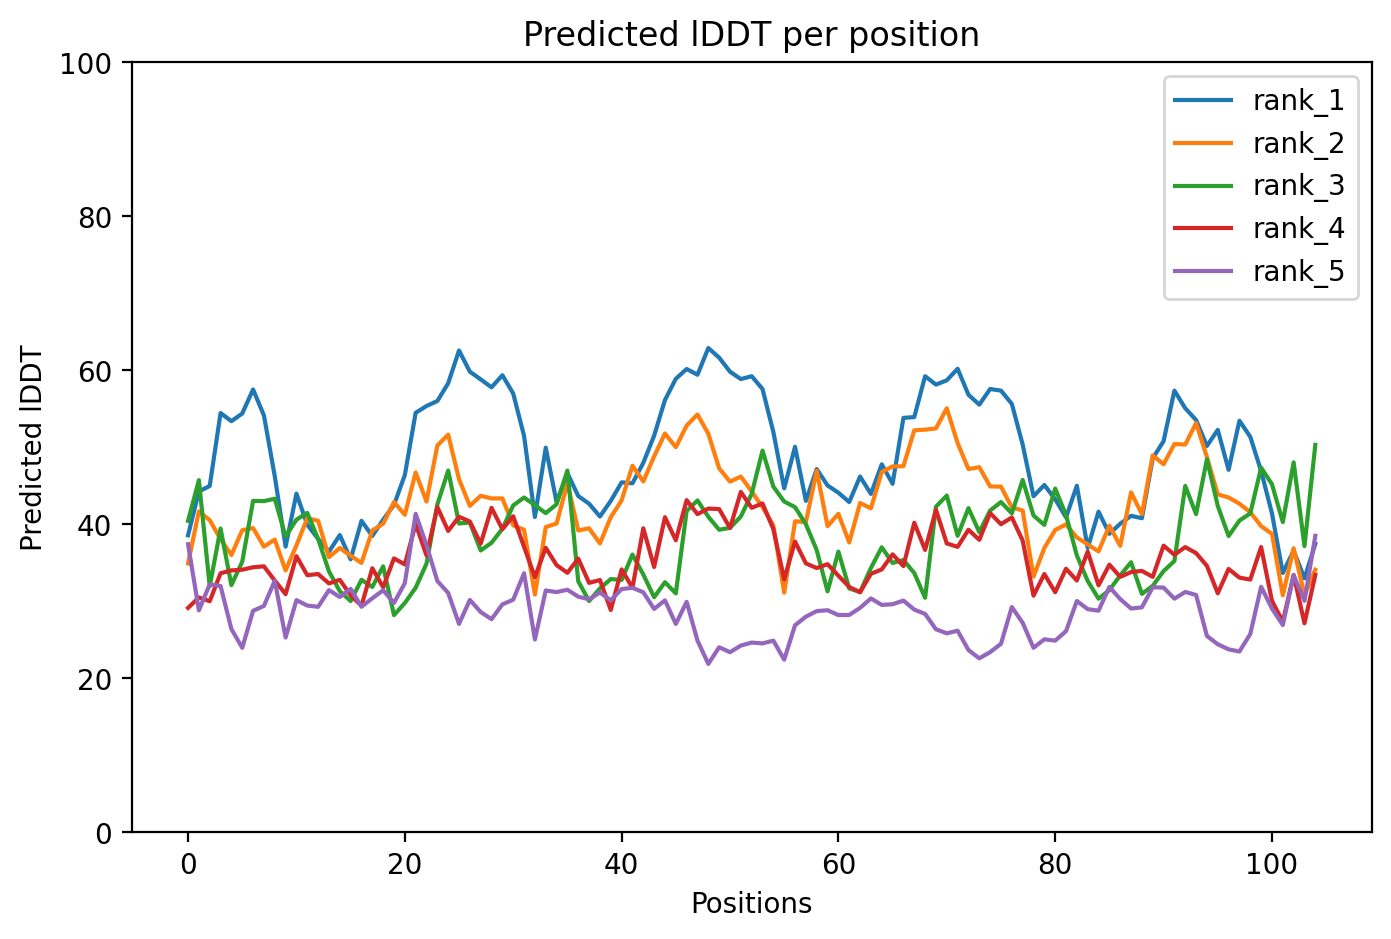 Predicted lDDT per position
100
80
60
40
20
0
Predicted lDDT
0 20 40 60 80 100
Positions
rank_1
rank_2
rank_3
rank_4
rank_5